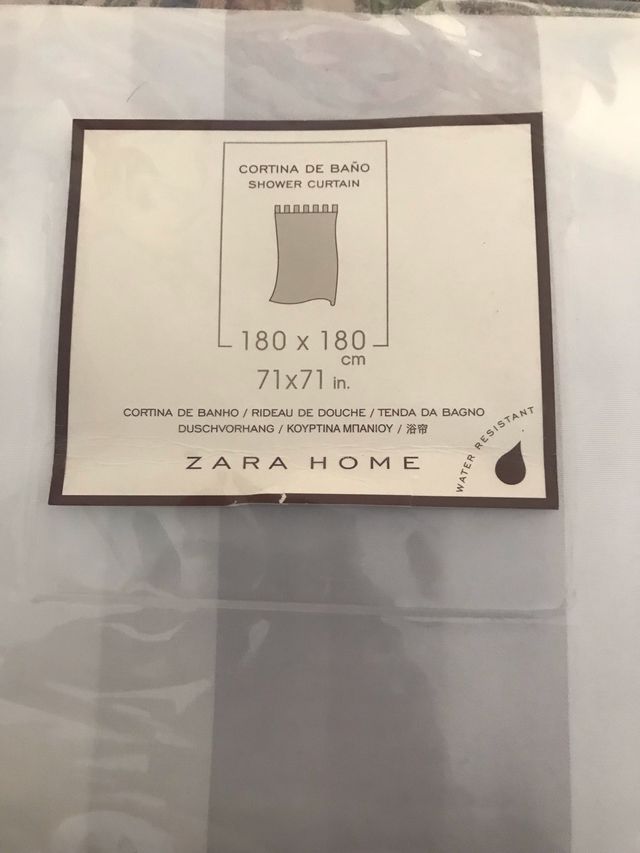 CORTINA DE BAÑO
SHOWER CURTAIN
180 x 180
cm
71x71 in.
CORTINA DE BANHO / RIDEAU DE DOUCHE / TENDA DA BAGNO
DUSCHVORHANG / ΚΟΥΡΤΙΝΑ ΜΠΑΝΙΟΥ / 浴帘
ZARA HOME
WATER RESISTANT